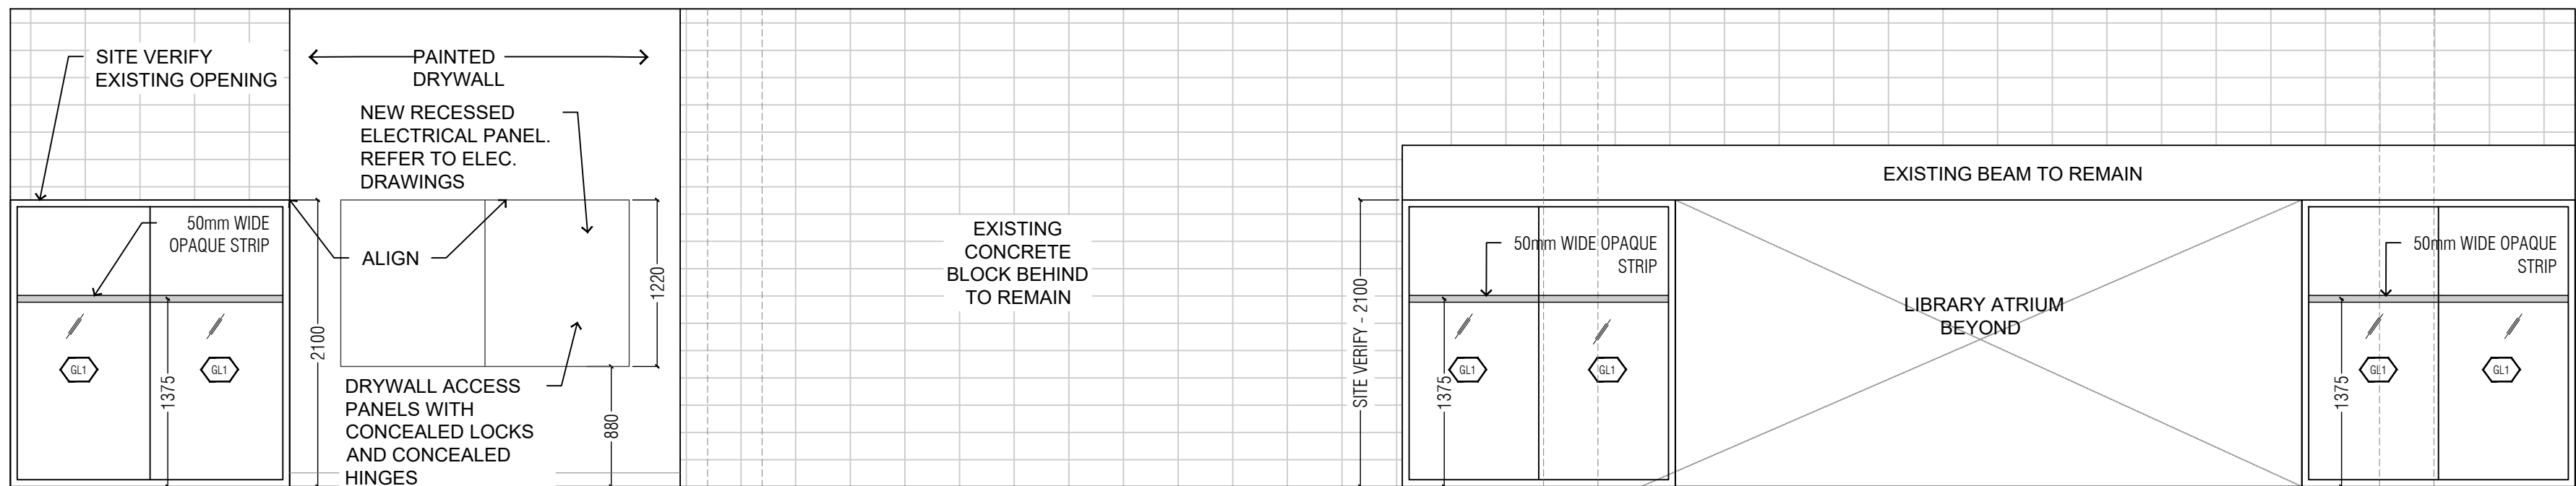 SITE VERIFY
EXISTING OPENING
PAINTED
DRYWALL
NEW RECESSED
ELECTRICAL PANEL.
REFER TO ELEC.
DRAWINGS
50mm WIDE
OPAQUE STRIP
ALIGN
GL1
GL1
1375
2100
1220
880
DRYWALL ACCESS
PANELS WITH
CONCEALED LOCKS
AND CONCEALED
HINGES
EXISTING
CONCRETE
BLOCK BEHIND
TO REMAIN
EXISTING BEAM TO REMAIN
SITE VERIFY - 2100
50mm WIDE OPAQUE
STRIP
GL1
GL1
1375
LIBRARY ATRIUM
BEYOND
50mm WIDE OPAQUE
STRIP
GL1
GL1
1375